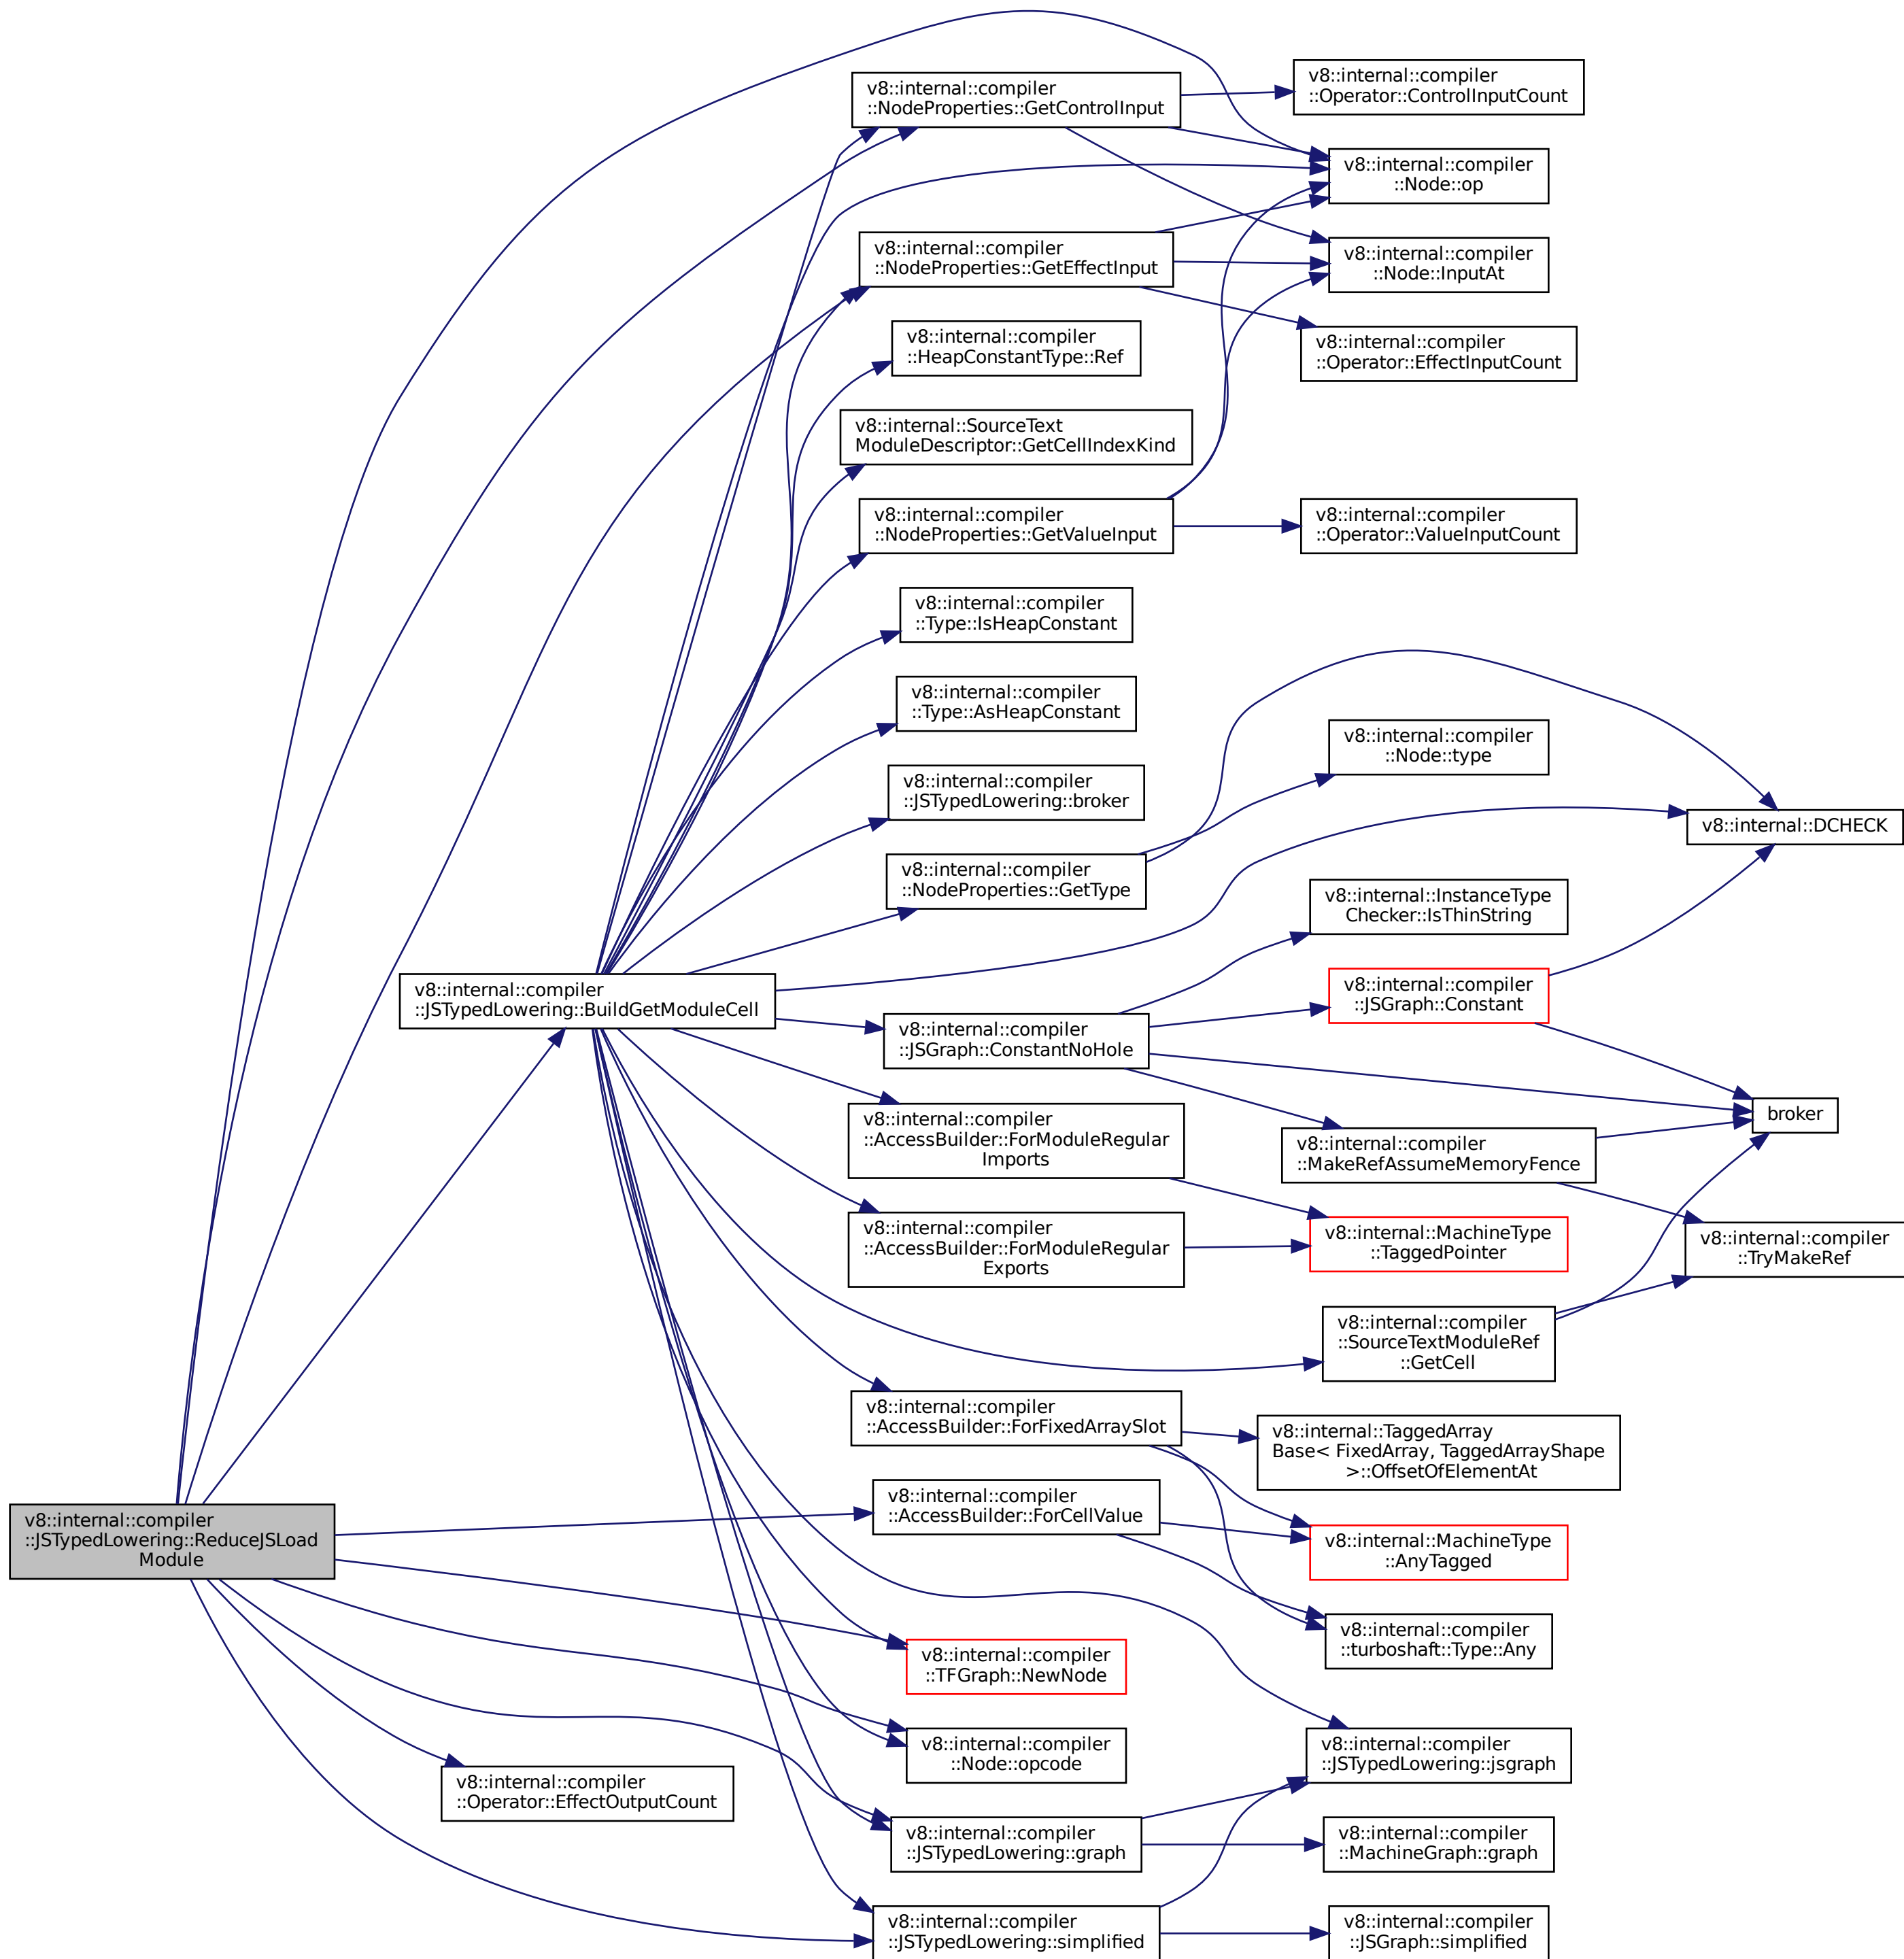 v8::internal::compiler
::NodeProperties::GetControlInput
v8::internal::compiler
::Operator::ControlInputCount
v8::internal::compiler
::Node::op
v8::internal::compiler
::NodeProperties::GetEffectInput
v8::internal::compiler
::Node::InputAt
v8::internal::compiler
::HeapConstantType::Ref
v8::internal::compiler
::Operator::EffectInputCount
v8::internal::SourceText
ModuleDescriptor::GetCellIndexKind
v8::internal::compiler
::NodeProperties::GetValueInput
v8::internal::compiler
::Operator::ValueInputCount
v8::internal::compiler
::Type::IsHeapConstant
v8::internal::compiler
::Type::AsHeapConstant
v8::internal::compiler
::Node::type
v8::internal::compiler
::JSTypedLowering::broker
v8::internal::DCHECK
v8::internal::compiler
::NodeProperties::GetType
v8::internal::InstanceType
Checker::IsThinString
v8::internal::compiler
::JSTypedLowering::BuildGetModuleCell
v8::internal::compiler
::JSGraph::Constant
v8::internal::compiler
::JSGraph::ConstantNoHole
broker
v8::internal::compiler
::AccessBuilder::ForModuleRegular
Imports
v8::internal::compiler
::MakeRefAssumeMemoryFence
v8::internal::compiler
::AccessBuilder::ForModuleRegular
Exports
v8::internal::MachineType
::TaggedPointer
v8::internal::compiler
::TryMakeRef
v8::internal::compiler
::SourceTextModuleRef
::GetCell
v8::internal::compiler
::AccessBuilder::ForFixedArraySlot
v8::internal::TaggedArray
Base< FixedArray, TaggedArrayShape
>::OffsetOfElementAt
v8::internal::compiler
::JSTypedLowering::ReduceJSLoad
Module
v8::internal::compiler
::AccessBuilder::ForCellValue
v8::internal::MachineType
::AnyTagged
v8::internal::compiler
::turboshaft::Type::Any
v8::internal::compiler
::TFGraph::NewNode
v8::internal::compiler
::Node::opcode
v8::internal::compiler
::JSTypedLowering::jsgraph
v8::internal::compiler
::Operator::EffectOutputCount
v8::internal::compiler
::JSTypedLowering::graph
v8::internal::compiler
::MachineGraph::graph
v8::internal::compiler
::JSTypedLowering::simplified
v8::internal::compiler
::JSGraph::simplified